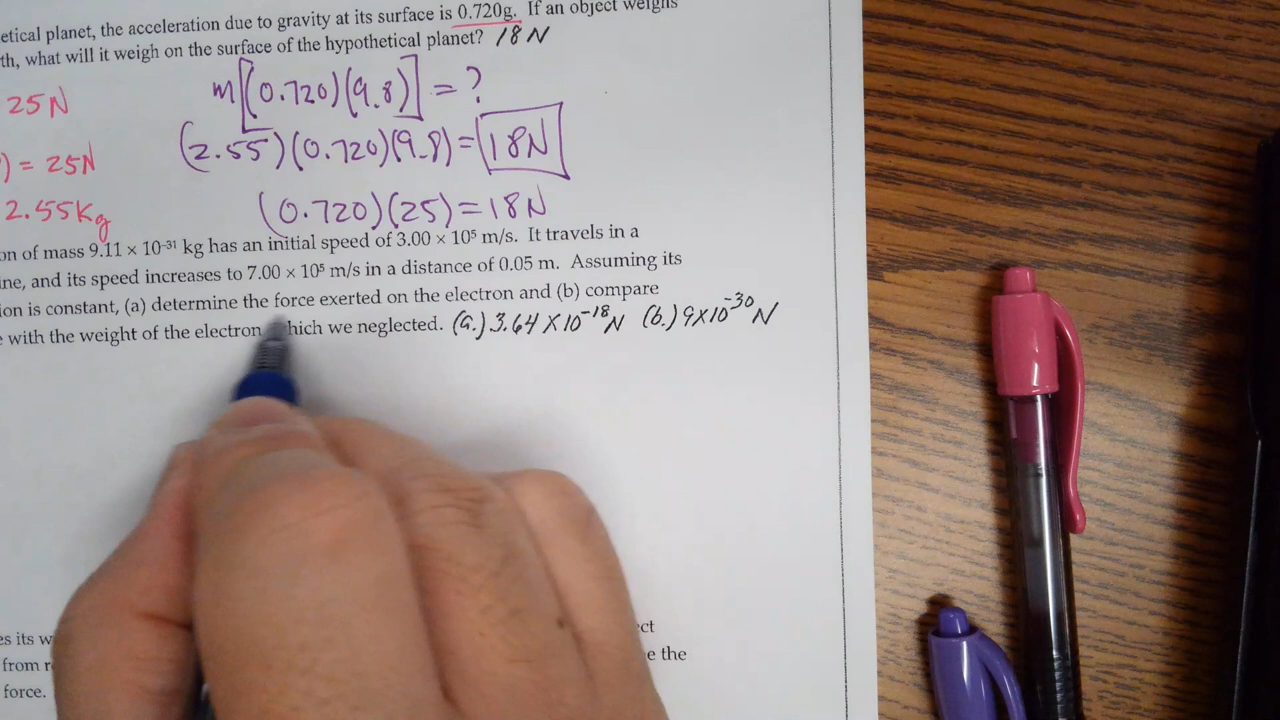 etical planet, the acceleration due to gravity at its surface is 0.720g. If an object weighs
th, what will it weigh on the surface of the hypothetical planet? 18N
m[(0.720)(9.8)] = ?
25N
(2.55)(0.720)(9.8)=18N
) = 25N
(0.720)(25)=18N
2.55Kg
on of mass 9.11 × 10⁻³¹ kg has an initial speed of 3.00 × 10⁵ m/s. It travels in a
ine, and its speed increases to 7.00 × 10⁵ m/s in a distance of 0.05 m. Assuming its
ion is constant, (a) determine the force exerted on the electron and (b) compare
e with the weight of the electron which we neglected. (a.) 3.64 X 10⁻¹⁸N (b.) 9X10⁻³⁰ N
es its w
ct
from r
e the
force.